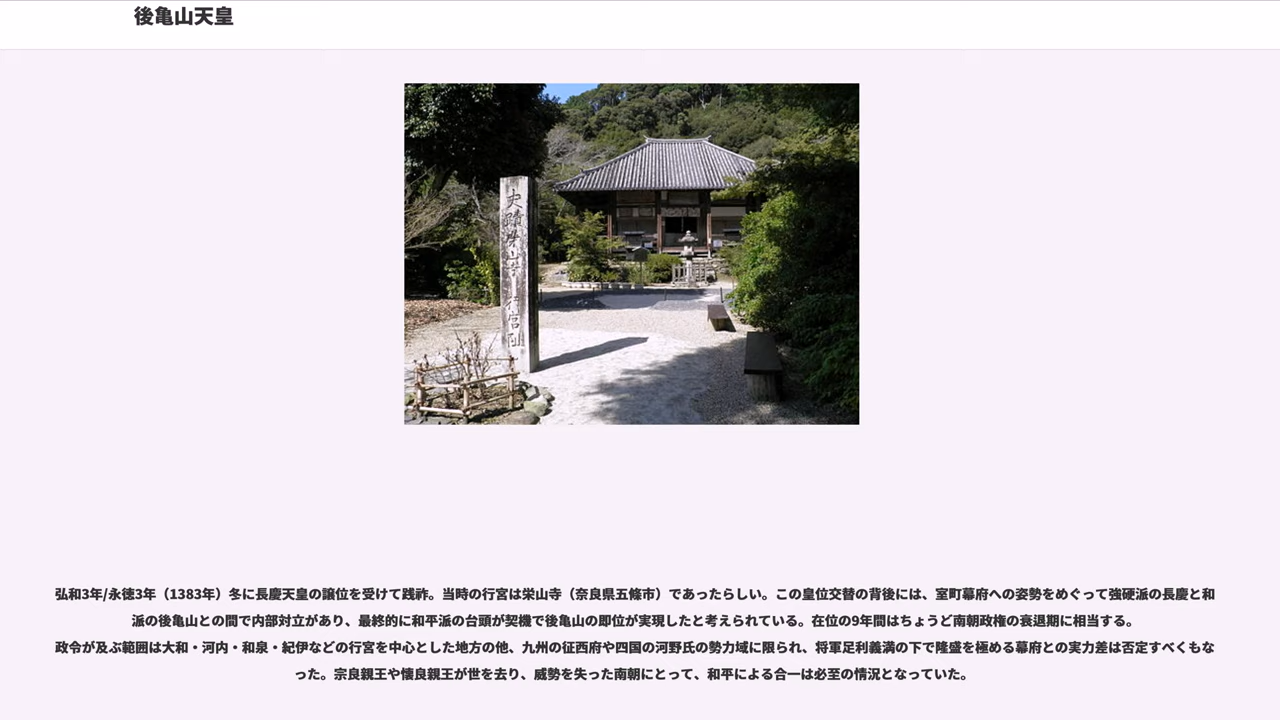 後亀山天皇
史蹟栄山寺行宮阯
弘和3年/永徳3年（1383年）冬に長慶天皇の譲位を受けて践祚。当時の行宮は栄山寺（奈良県五條市）であったらしい。この皇位交替の背後には、室町幕府への姿勢をめぐって強硬派の長慶と和
派の後亀山との間で内部対立があり、最終的に和平派の台頭が契機で後亀山の即位が実現したと考えられている。在位の9年間はちょうど南朝政権の衰退期に相当する。
政令が及ぶ範囲は大和・河内・和泉・紀伊などの行宮を中心とした地方の他、九州の征西府や四国の河野氏の勢力域に限られ、将軍足利義満の下で隆盛を極める幕府との実力差は否定すべくもな
った。宗良親王や懐良親王が世を去り、威勢を失った南朝にとって、和平による合一は必至の情況となっていた。